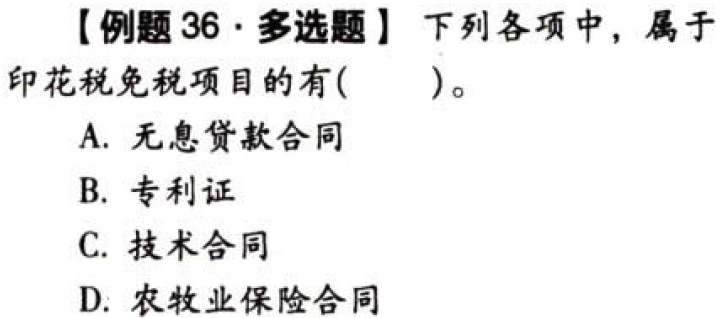 【例题 36·多选题】 下列各项中，属于
印花税免税项目的有(　　)。
A. 无息贷款合同
B. 专利证
C. 技术合同
D. 农牧业保险合同